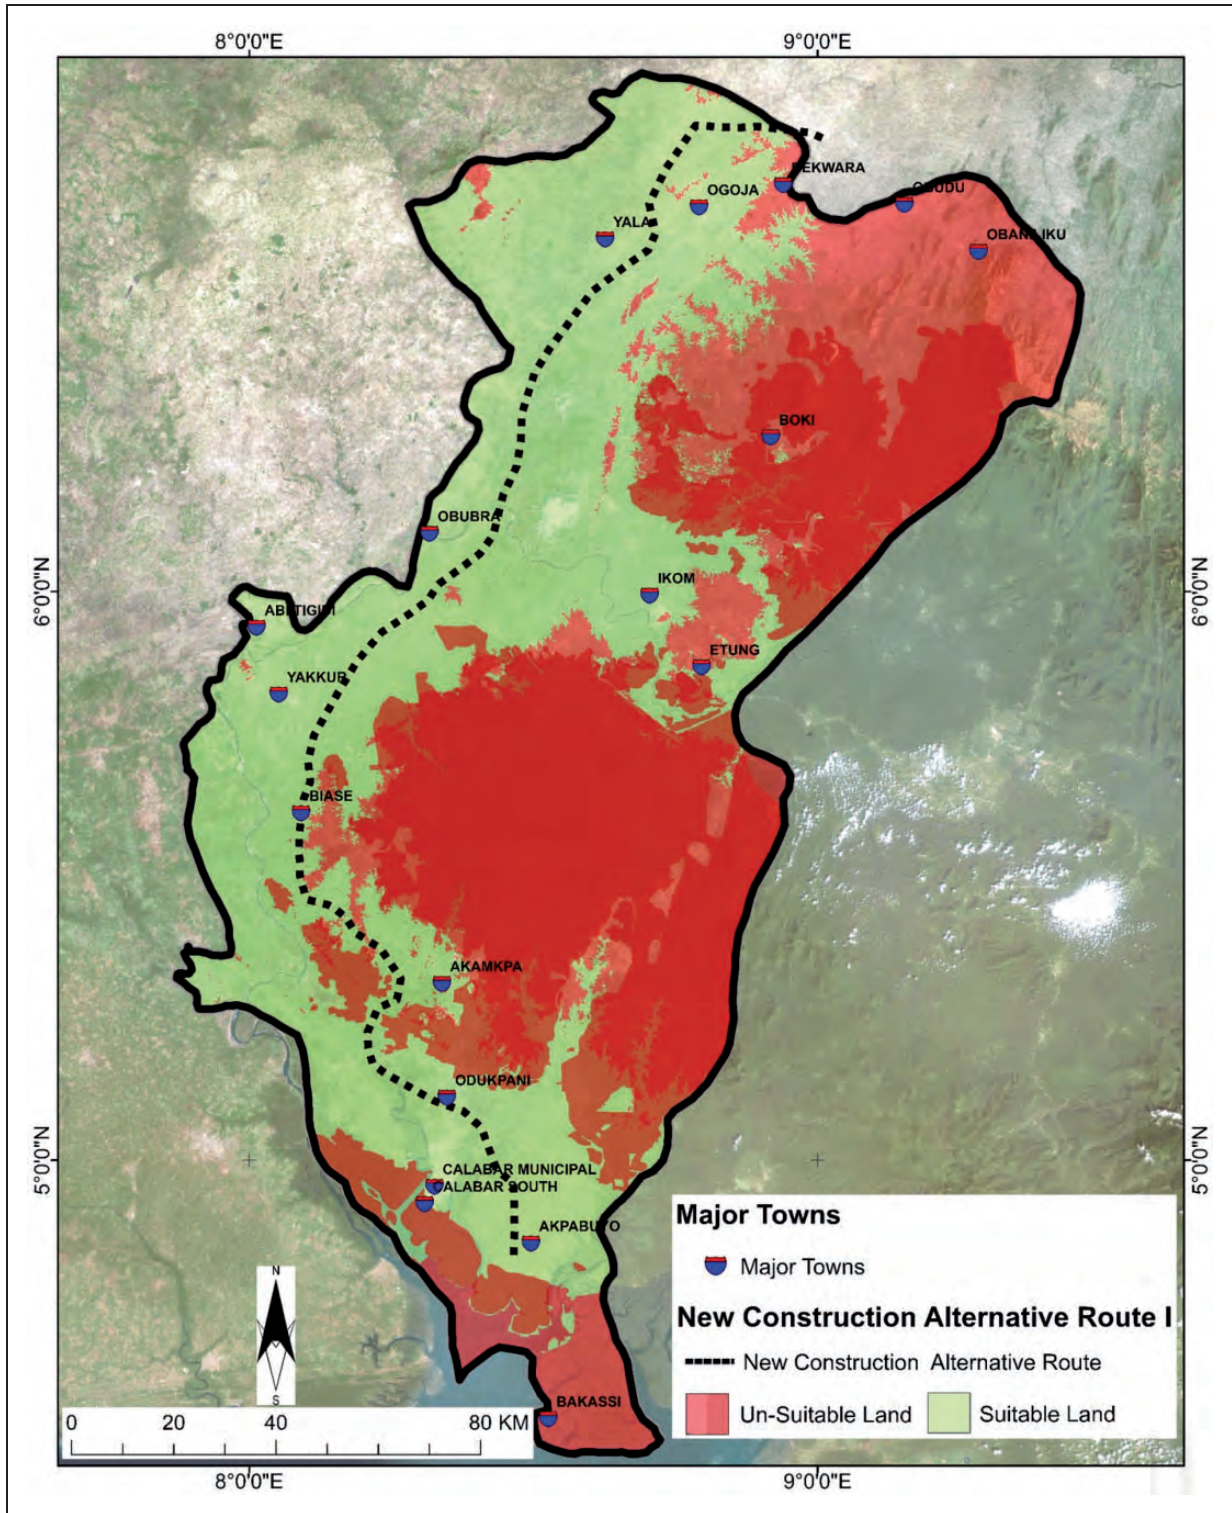 8°0'0"E 9°0'0"E
BEKWARA
OGOJA
OBUDU
YALA
OBANLIKU
BOKI
OBUBRA
6°0'0"N 6°0'0"N
IKOM
ABI
YAKKUR
ETUNG
BIASE
AKAMKPA
ODUKPANI
5°0'0"N 5°0'0"N
CALABAR MUNICIPAL
CALABAR SOUTH
AKPABUYO
BAKASSI
Major Towns
Major Towns
New Construction Alternative Route I
New Construction Alternative Route
Un-Suitable Land Suitable Land
N
S
0 20 40 80 KM
8°0'0"E 9°0'0"E